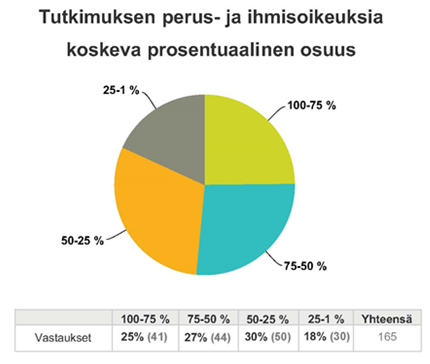 Tutkimuksen perus- ja ihmisoikeuksia
koskeva prosentuaalinen osuus
25-1 %
100-75 %
50-25 %
75-50 %
100-75 % 75-50 % 50-25 % 25-1 % Yhteensä
Vastaukset 25% (41) 27% (44) 30% (50) 18% (30) 165